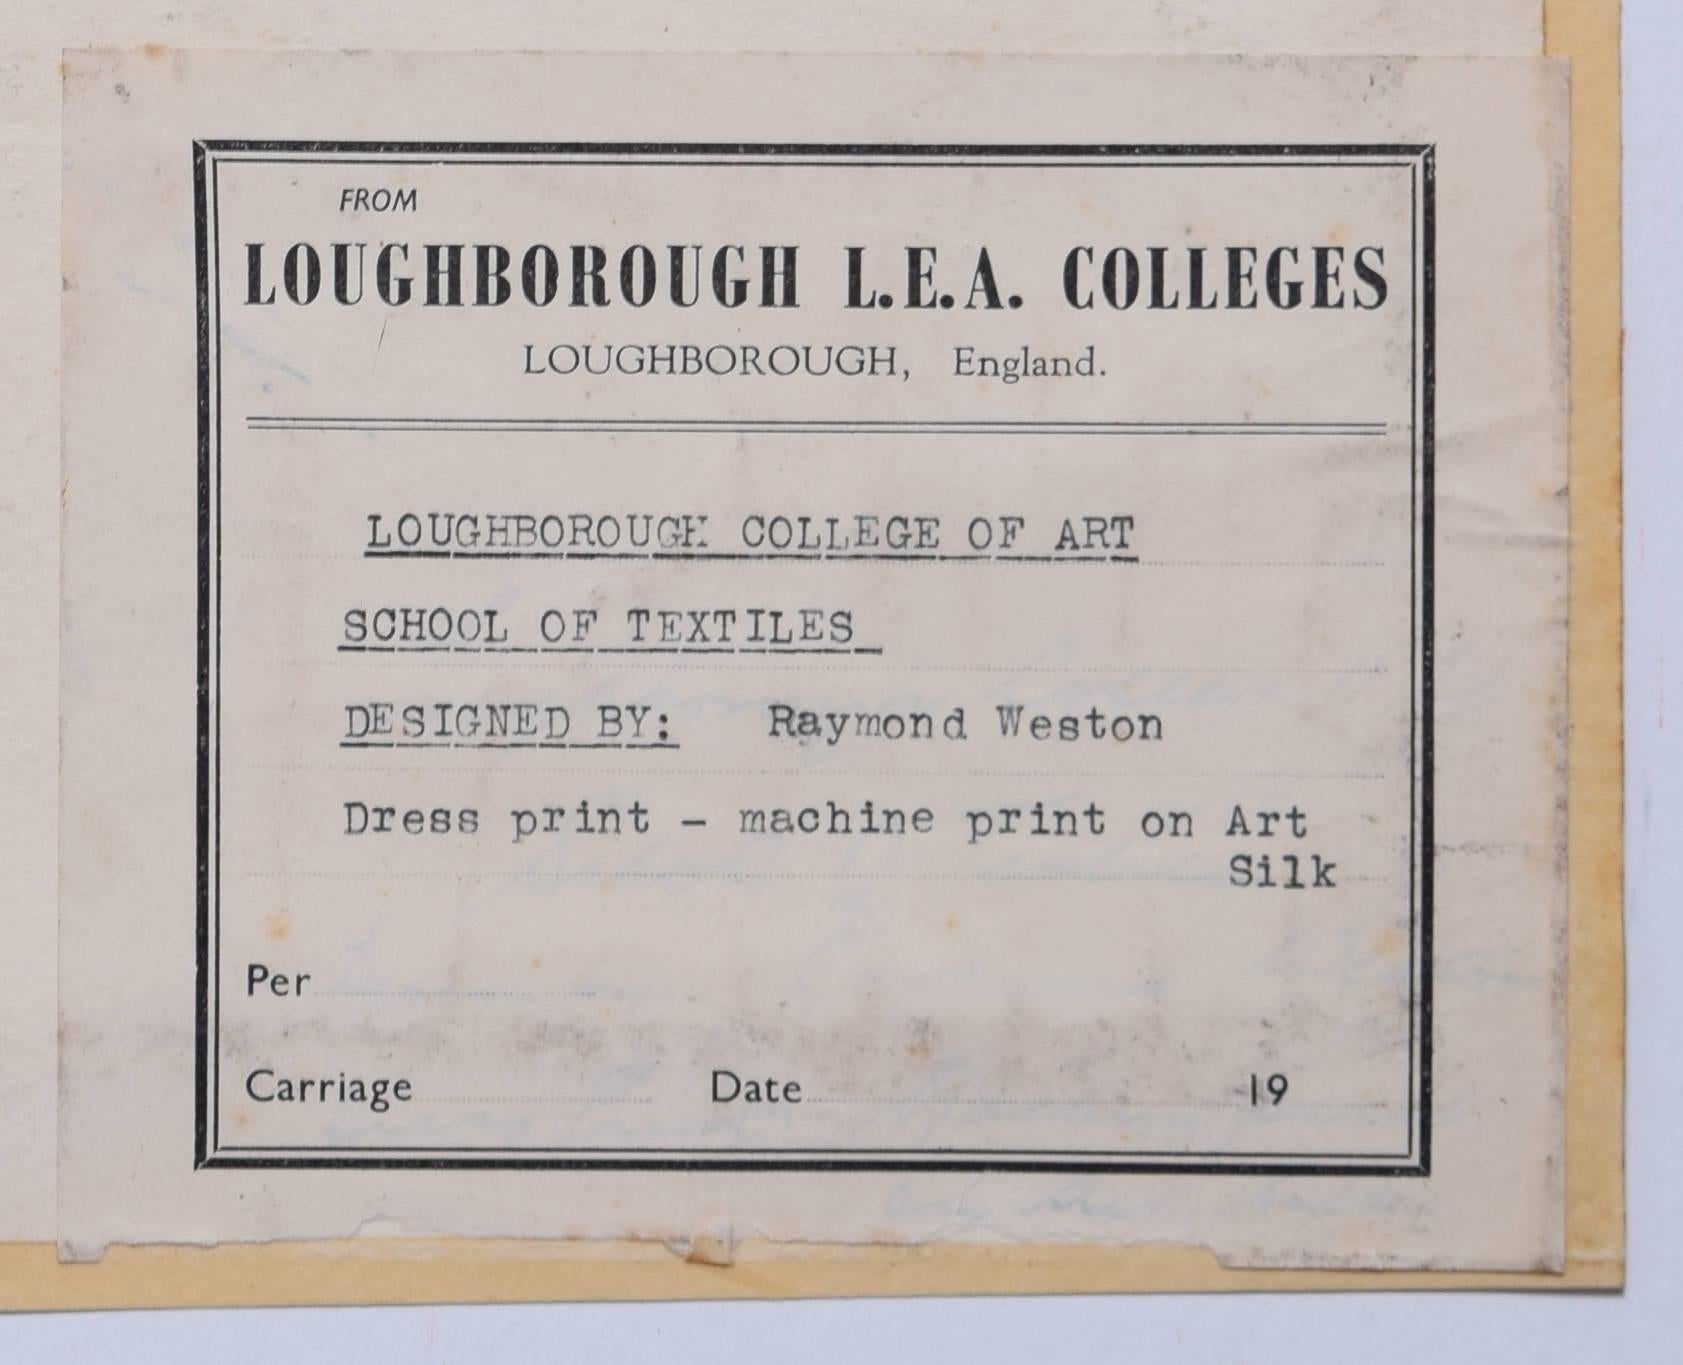 FROM
LOUGHBOROUGH L.E.A. COLLEGES
LOUGHBOROUGH, England.
LOUGHBOROUGH COLLEGE OF ART
SCHOOL OF TEXTILES
DESIGNED BY: Raymond Weston
Dress print - machine print on Art
Silk
Per
Carriage Date 19